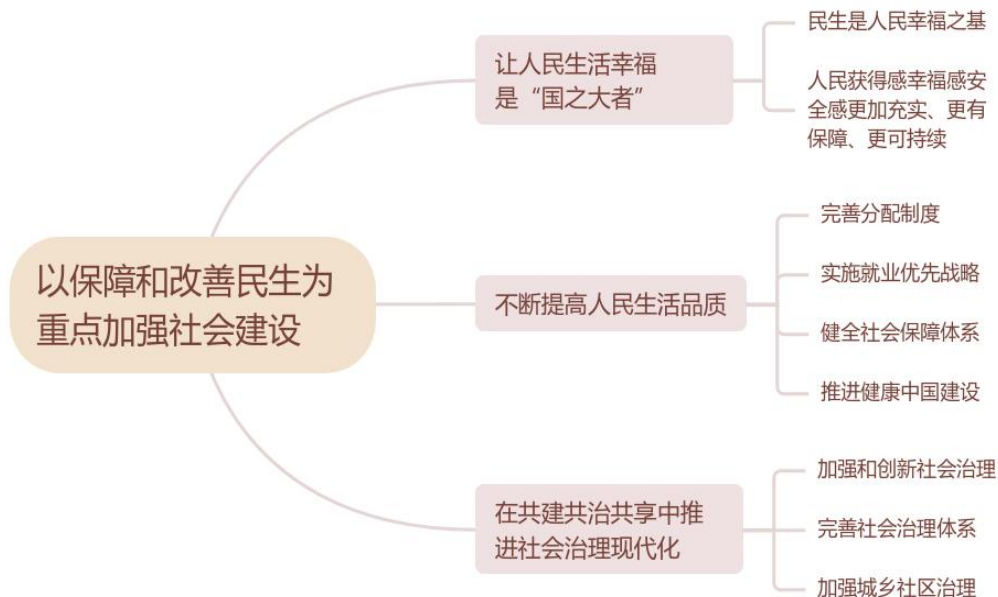 以保障和改善民生为
重点加强社会建设
让人民生活幸福
是“国之大者”
民生是人民幸福之基
人民获得感幸福感安
全感更加充实、更有
保障、更可持续
不断提高人民生活品质
完善分配制度
实施就业优先战略
健全社会保障体系
推进健康中国建设
在共建共治共享中推
进社会治理现代化
加强和创新社会治理
完善社会治理体系
加强城乡社区治理